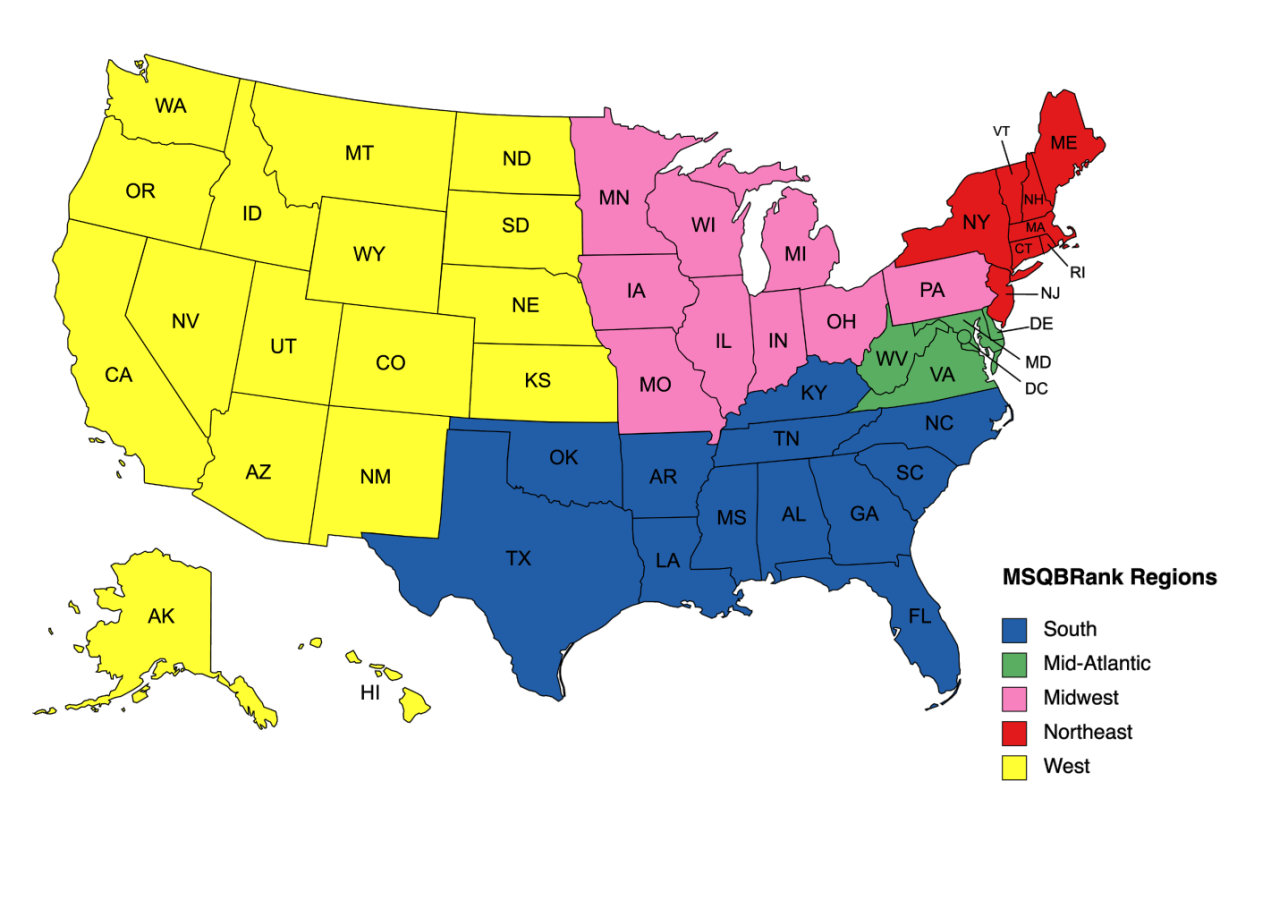 WA
MT
ND
MN
VT
ME
OR
ID
SD
WI
NY
NH
MA
CT
RI
WY
MI
NE
IA
PA
NJ
NV
UT
CO
IL
IN
OH
DE
MD
DC
CA
KS
MO
WV
VA
KY
AZ
NM
OK
AR
TN
NC
SC
MS
AL
GA
TX
LA
FL
AK
HI
MSQBRank Regions
South
Mid-Atlantic
Midwest
Northeast
West